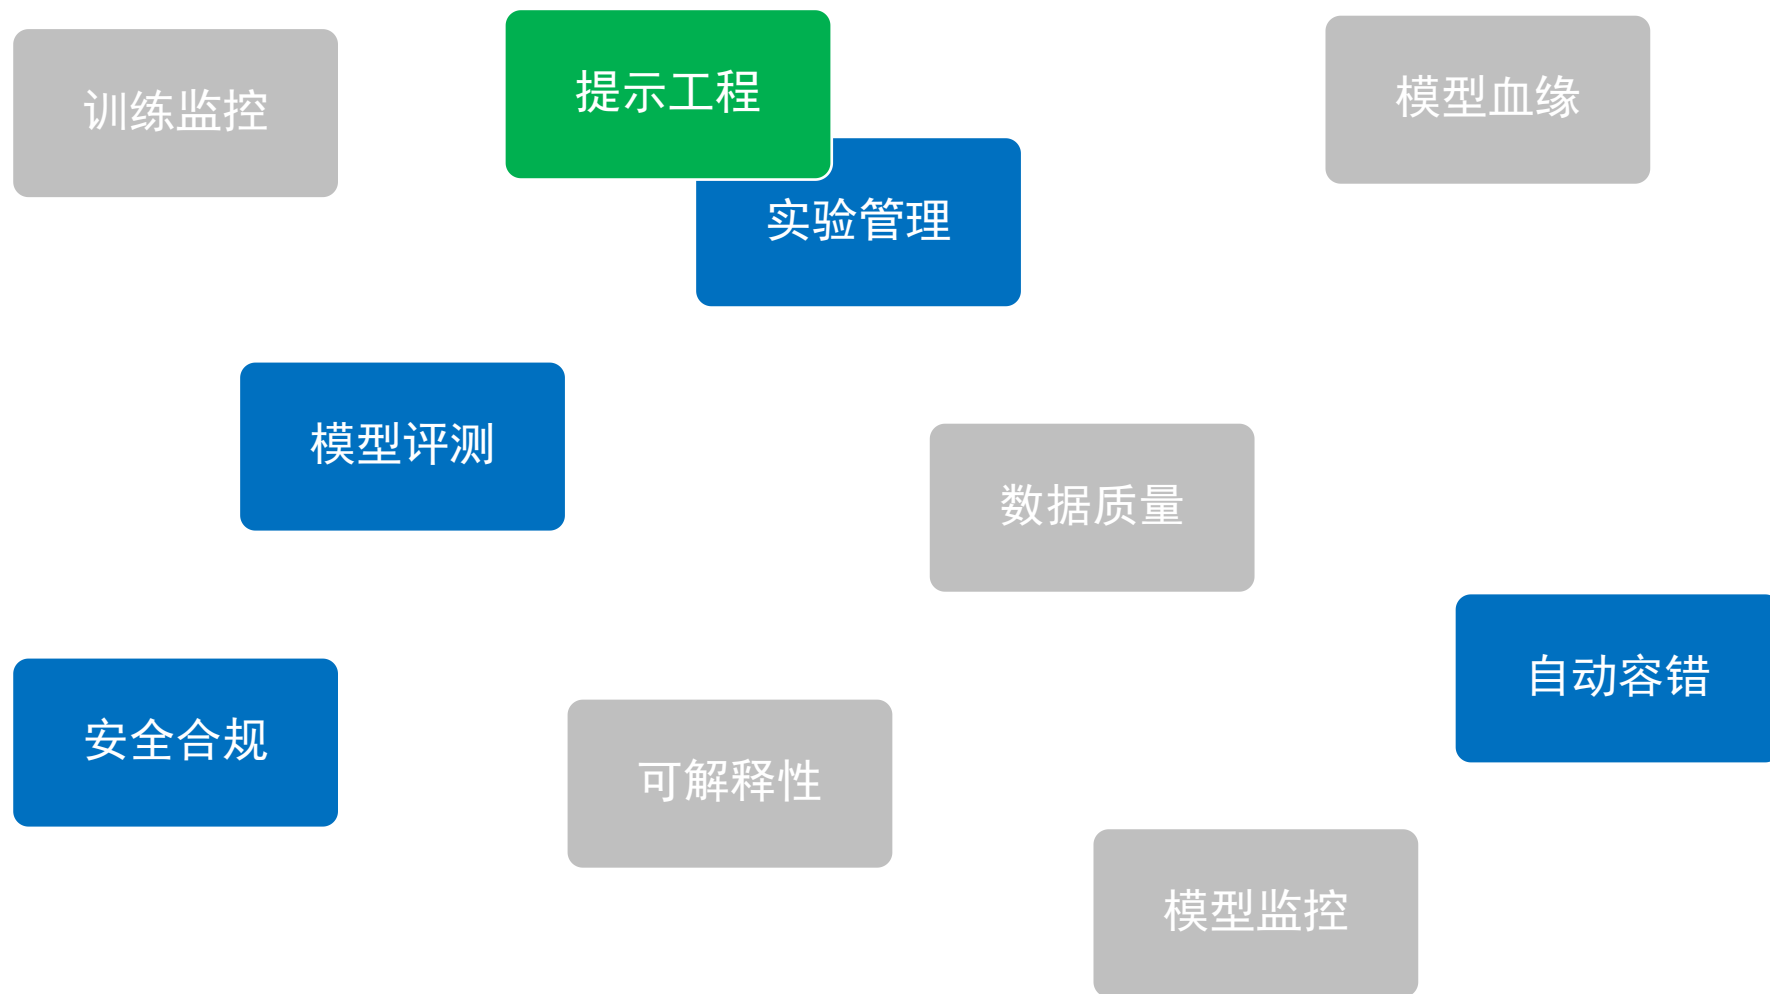 训练监控
提示工程
模型血缘
实验管理
模型评测
数据质量
自动容错
安全合规
可解释性
模型监控